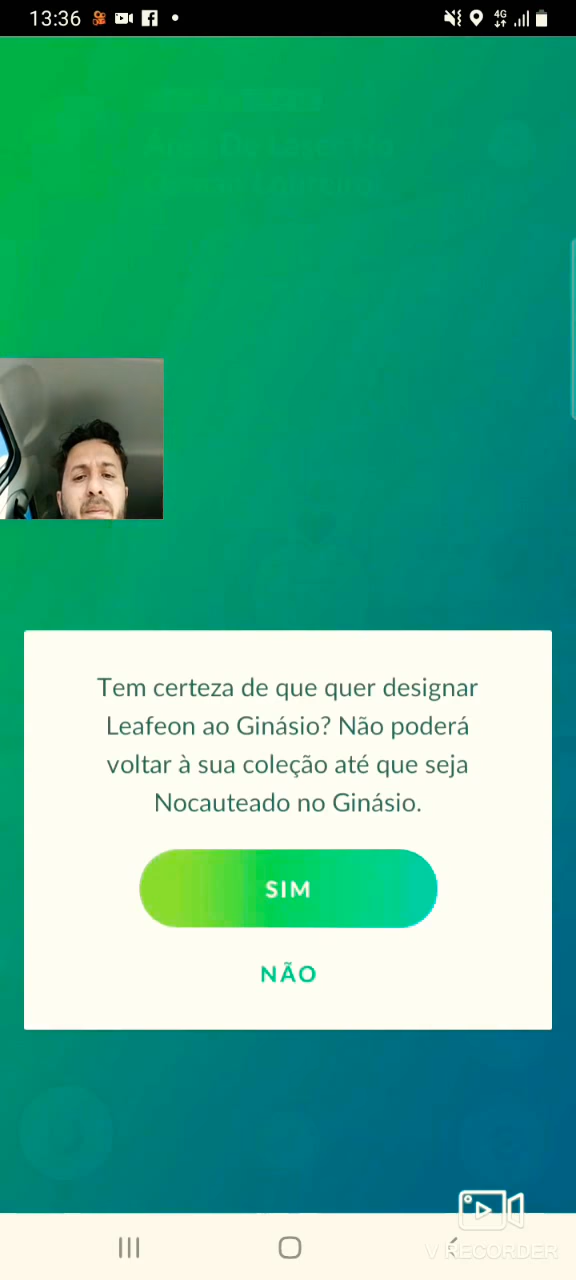 13:36
4G
Tem certeza de que quer designar
Leafeon ao Ginásio? Não poderá
voltar à sua coleção até que seja
Nocauteado no Ginásio.
SIM
NÃO
V RECORDER